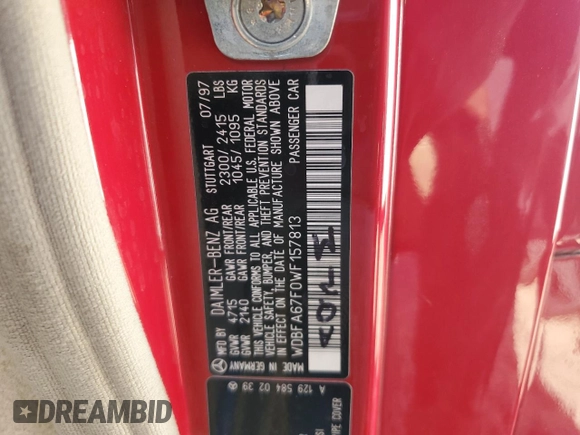 MFD BY DAIMLER-BENZ AG STUTTGART 07/97
GVWR 4715 GAWR FRONT/REAR 2300/2415 LBS
GVWR 2140 GAWR FRONT/REAR 1045/1095 KG
THIS VEHICLE CONFORMS TO ALL APPLICABLE U.S. FEDERAL MOTOR
VEHICLE SAFETY, BUMPER, AND THEFT PREVENTION STANDARDS
IN EFFECT ON THE DATE OF MANUFACTURE SHOWN ABOVE
WDBFA67F0WF157813 PASSENGER CAR
MADE IN GERMANY
A 129 584 02 39
COVER
DREAMBID